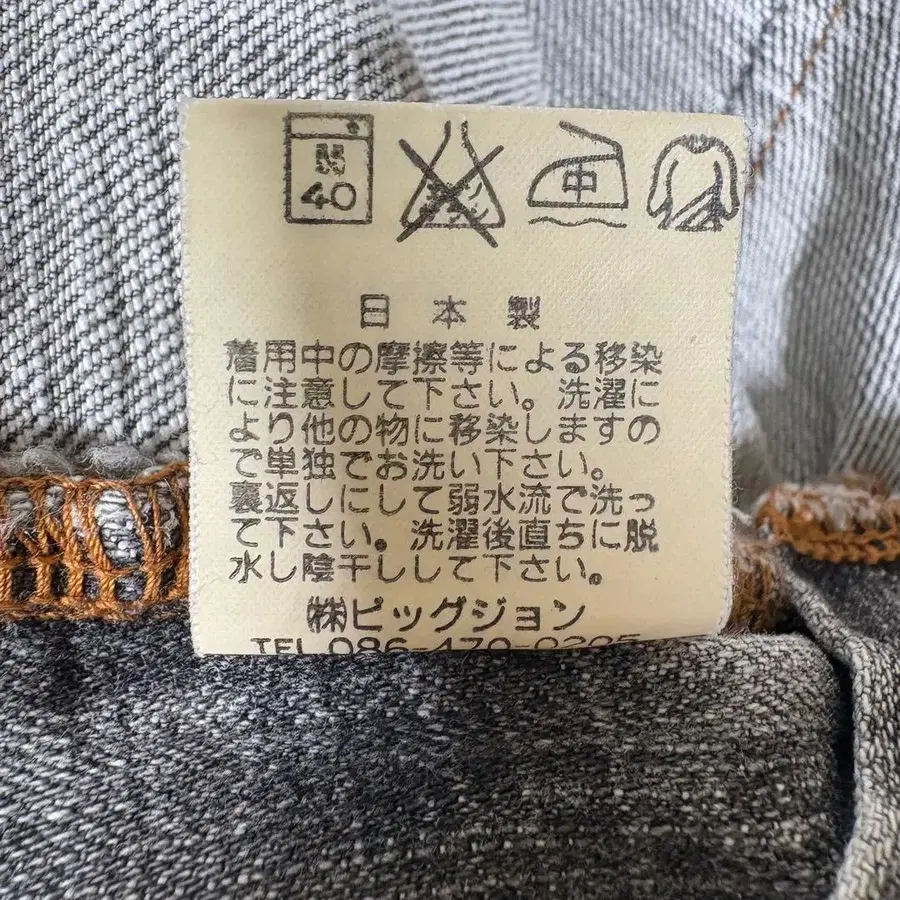 弱
40
中
日本製
着用中の摩擦等による移染
に注意して下さい。洗濯に
より他の物に移染しますの
で単独でお洗い下さい。
裏返しにして弱水流で洗っ
て下さい。洗濯後直ちに脱
水し陰干しして下さい。
㈱ビッグジョン
TEL 086-470-0205